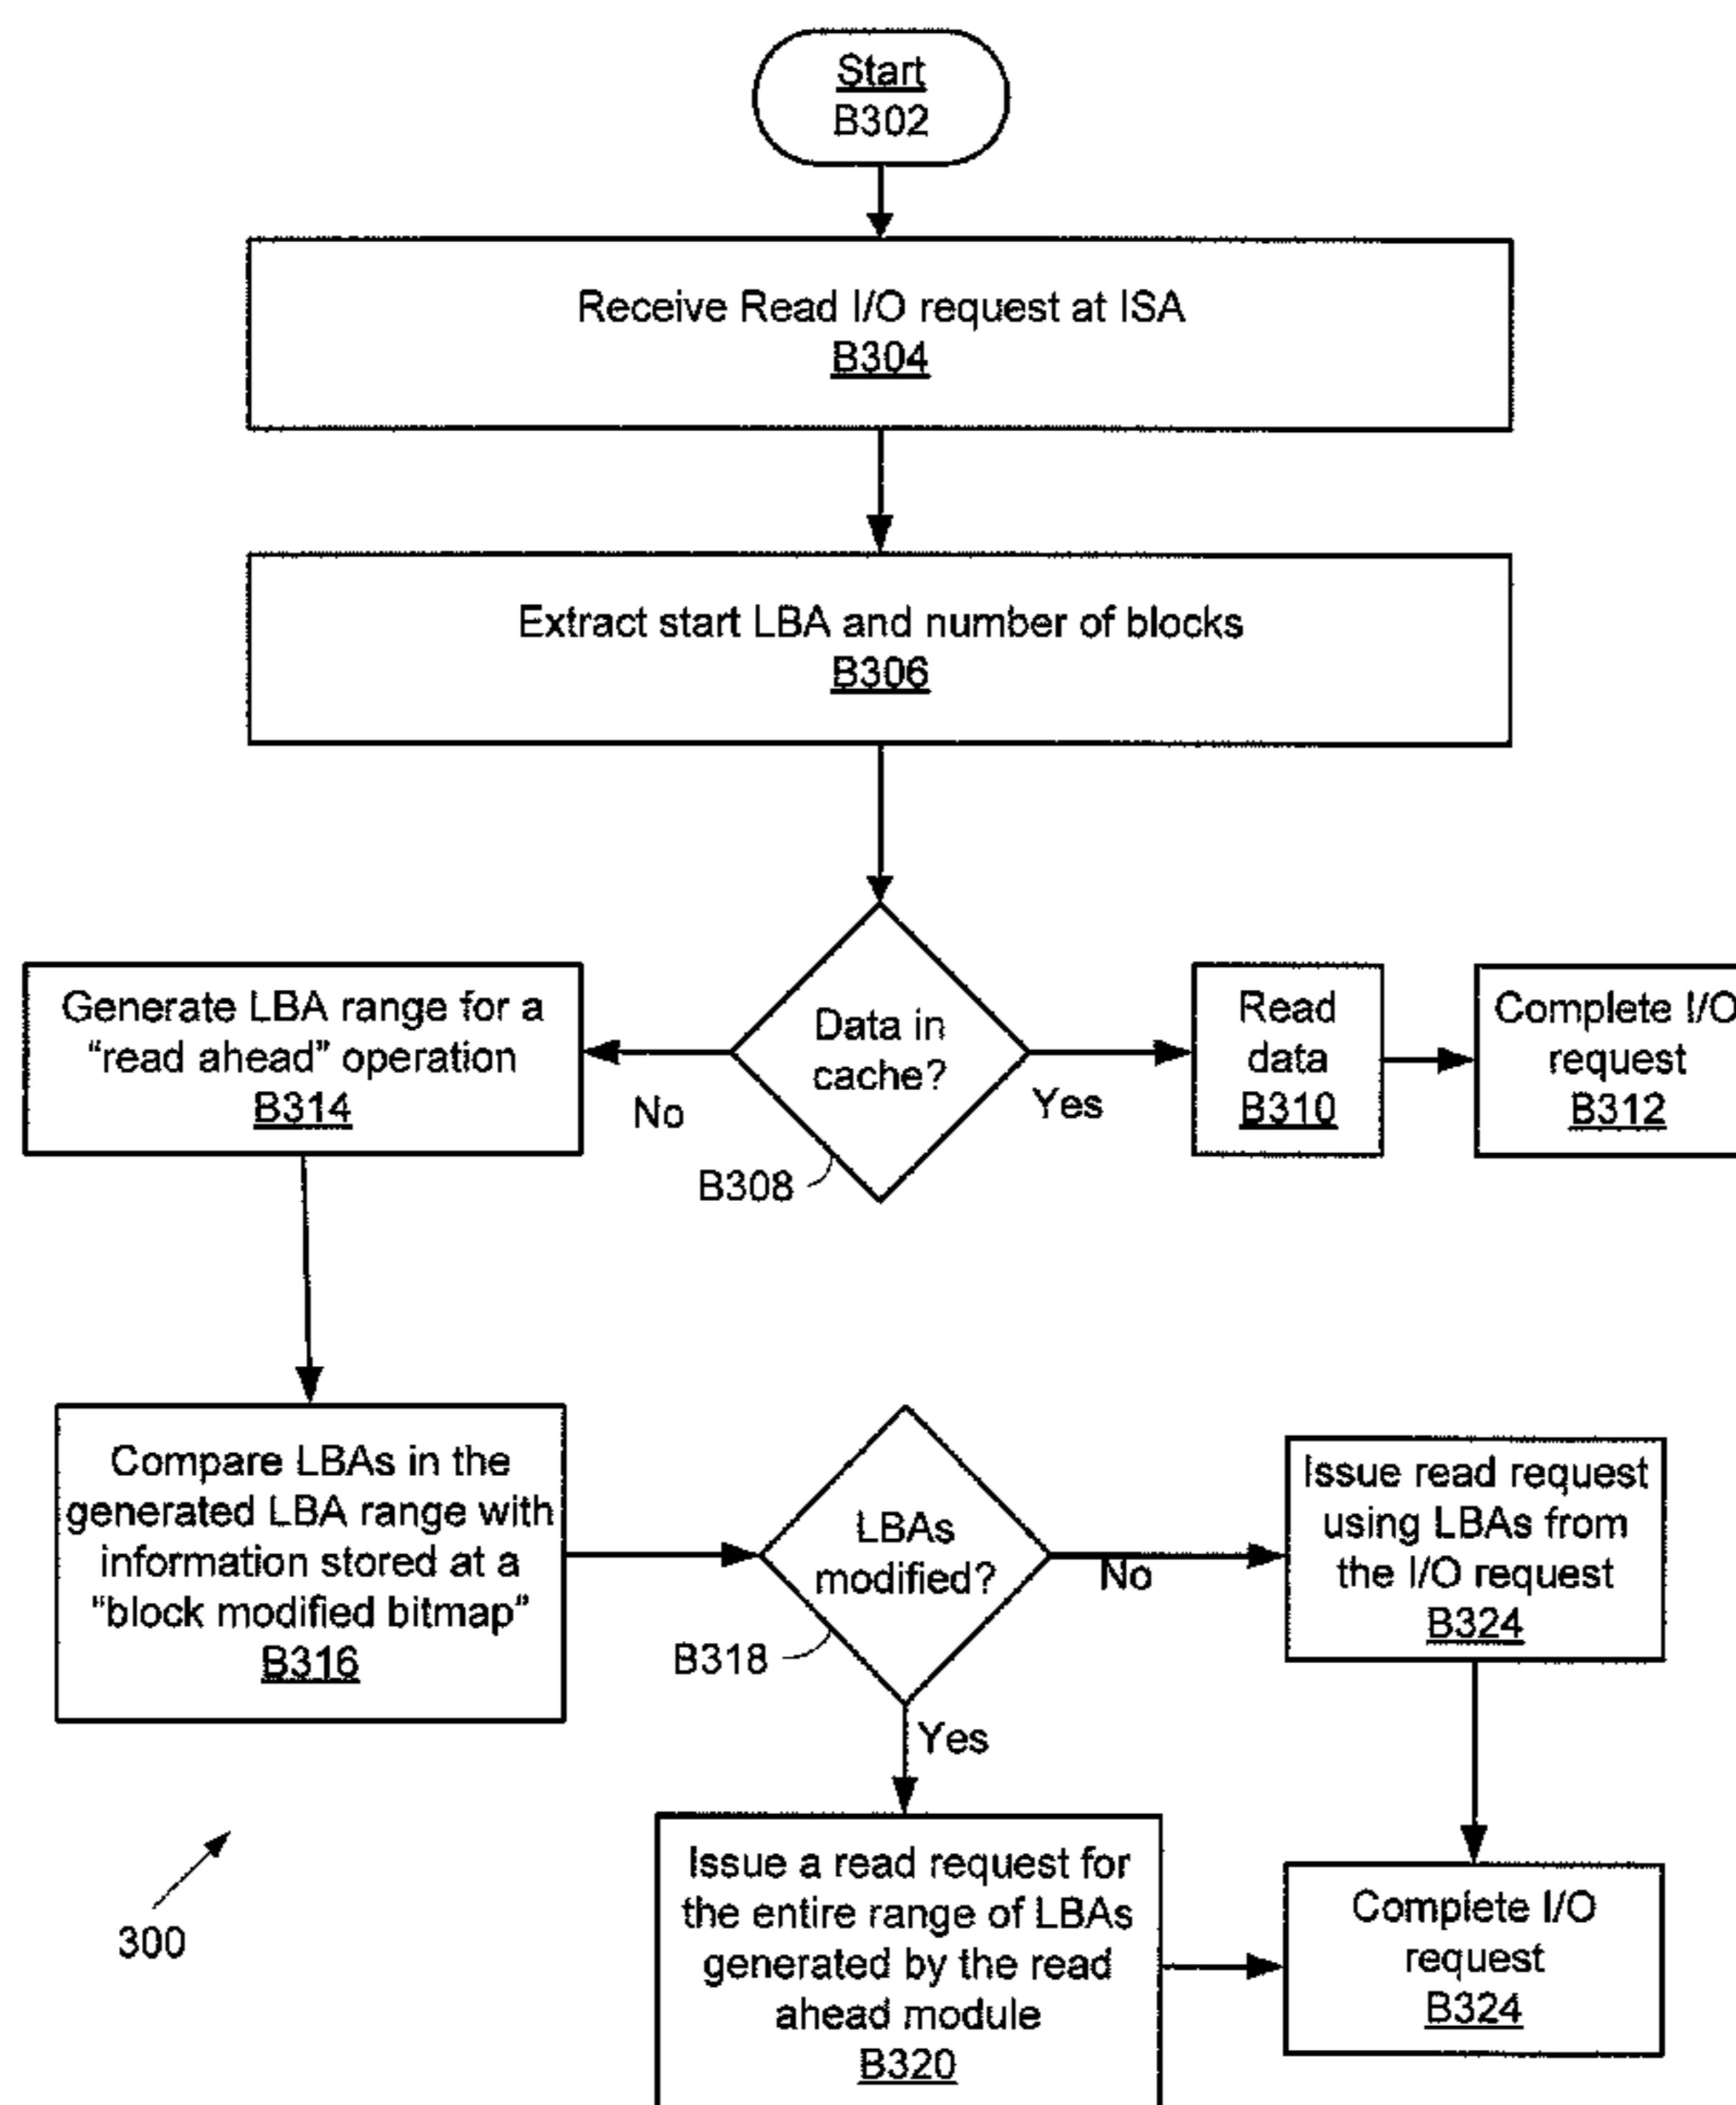 Start
B302
Receive Read I/O request at ISA
B304
Extract start LBA and number of blocks
B306
Generate LBA range for a
“read ahead” operation
B314
No
Data in
cache?
B308
Yes
Read
data
B310
Complete I/O
request
B312
Compare LBAs in the
generated LBA range with
information stored at a
“block modified bitmap”
B316
LBAs
modified?
B318
No
Yes
Issue read request
using LBAs from
the I/O request
B324
Issue a read request for
the entire range of LBAs
generated by the read
ahead module
B320
Complete I/O
request
B324
300